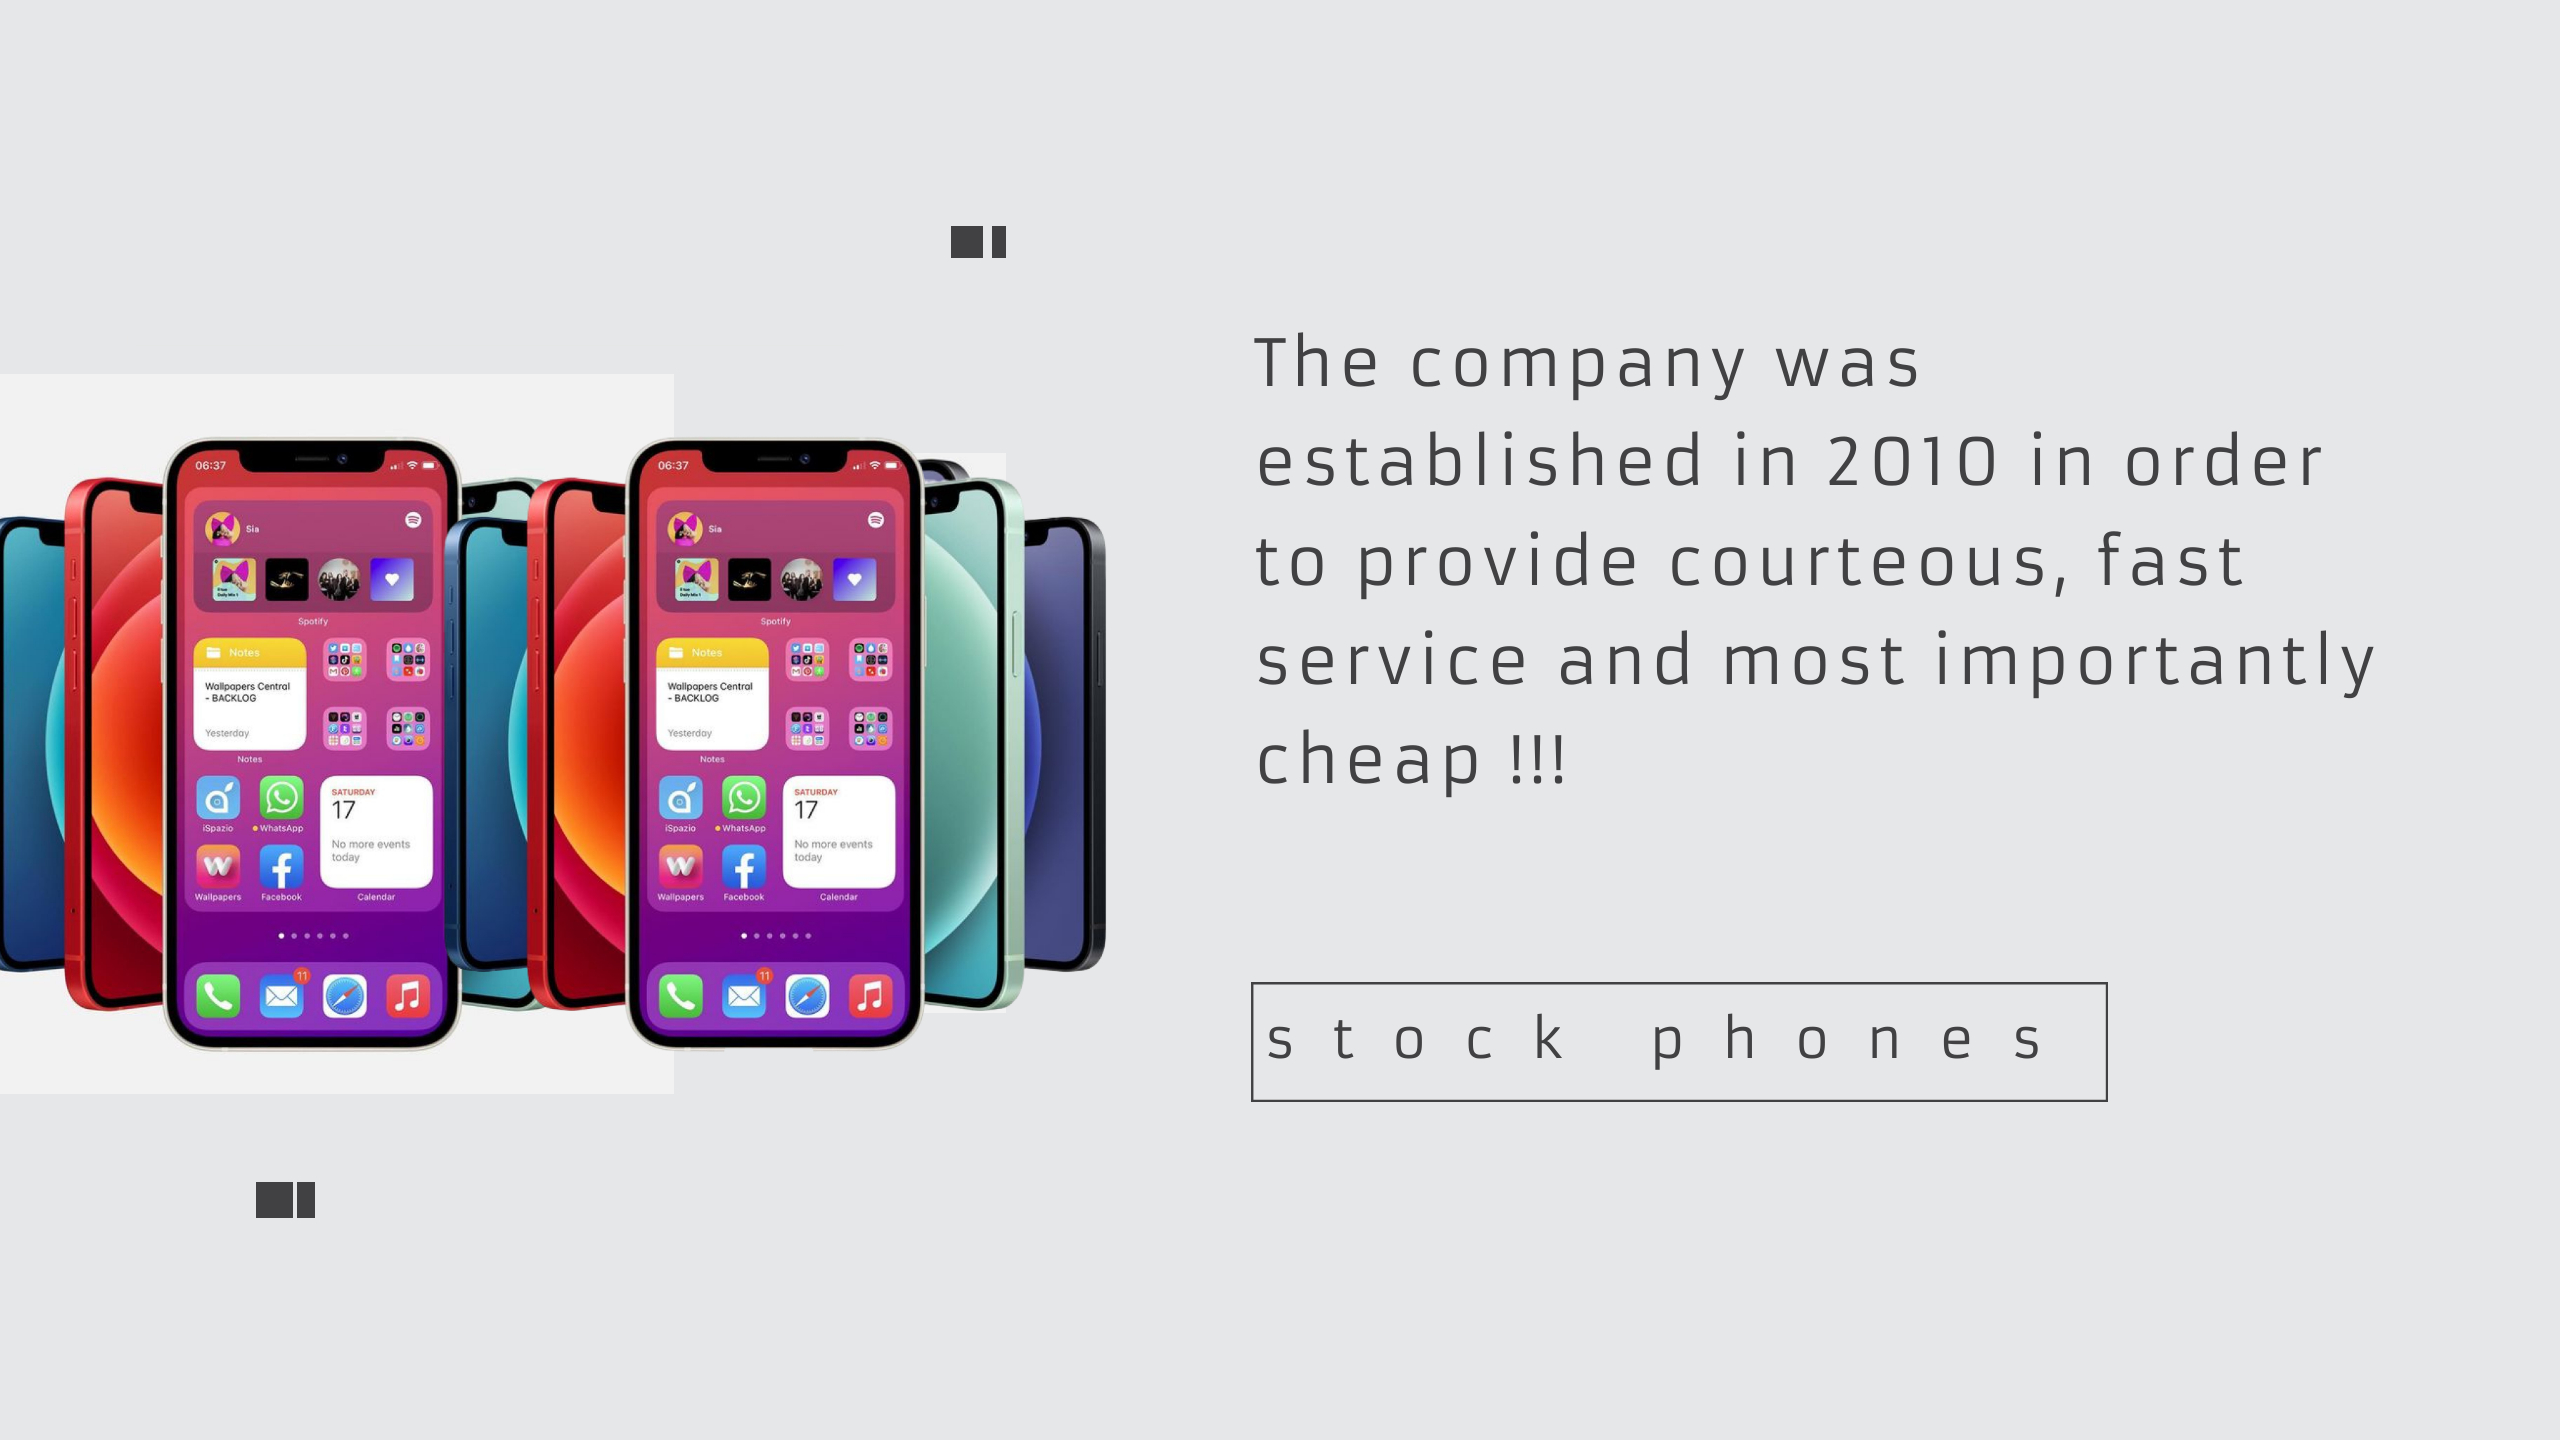 The company was
established in 2010 in order
to provide courteous, fast
service and most importantly
cheap !!!
stock phones
06:37
Sia
Spotify
Notes
Wallpapers Central
- BACKLOG
Yesterday
Notes
SATURDAY
17
No more events
today
iSpazio
WhatsApp
Wallpapers
Facebook
Calendar
11
06:37
Sia
Spotify
Notes
Wallpapers Central
- BACKLOG
Yesterday
Notes
SATURDAY
17
No more events
today
iSpazio
WhatsApp
Wallpapers
Facebook
Calendar
11